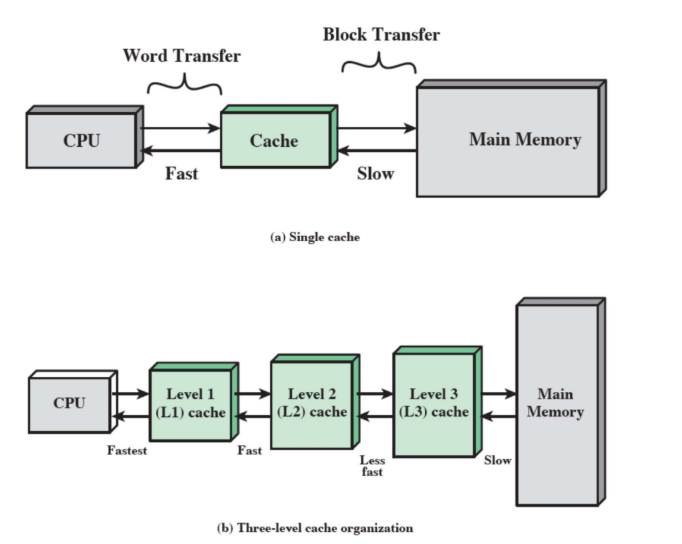 Block Transfer
Word Transfer
CPU
Cache
Main Memory
Fast
Slow
(a) Single cache
CPU
Level 1
(L1) cache
Level 2
(L2) cache
Level 3
(L3) cache
Main
Memory
Fastest
Fast
Less
fast
Slow
(b) Three-level cache organization